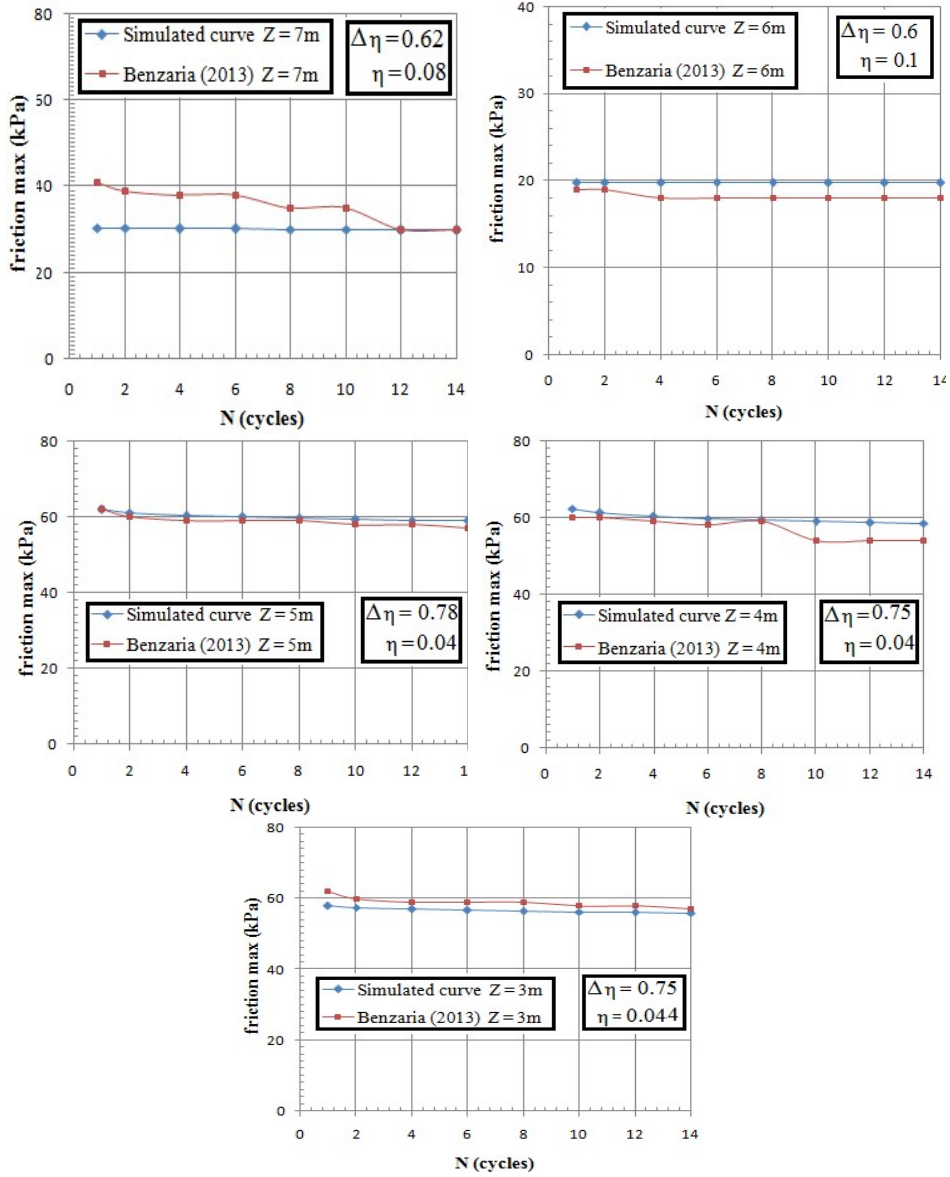 80
60
40
20
0
friction max (kPa)
Simulated curve Z = 7m
Benzaria (2013) Z = 7m
Δη = 0.62
η = 0.08
0 2 4 6 8 10 12 14
N (cycles)
40
30
20
10
0
friction max (kPa)
Simulated curve Z = 6m
Benzaria (2013) Z = 6m
Δη = 0.6
η = 0.1
0 2 4 6 8 10 12 14
N (cycles)
80
60
40
20
0
friction max (kPa)
Simulated curve Z = 5m
Benzaria (2013) Z = 5m
Δη = 0.78
η = 0.04
0 2 4 6 8 10 12 1
N (cycles)
80
60
40
20
0
friction max (kPa)
Simulated curve Z = 4m
Benzaria (2013) Z = 4m
Δη = 0.75
η = 0.04
0 2 4 6 8 10 12 14
N (cycles)
80
60
40
20
0
friction max (kPa)
Simulated curve Z = 3m
Benzaria (2013) Z = 3m
Δη = 0.75
η = 0.044
0 2 4 6 8 10 12 14
N (cycles)